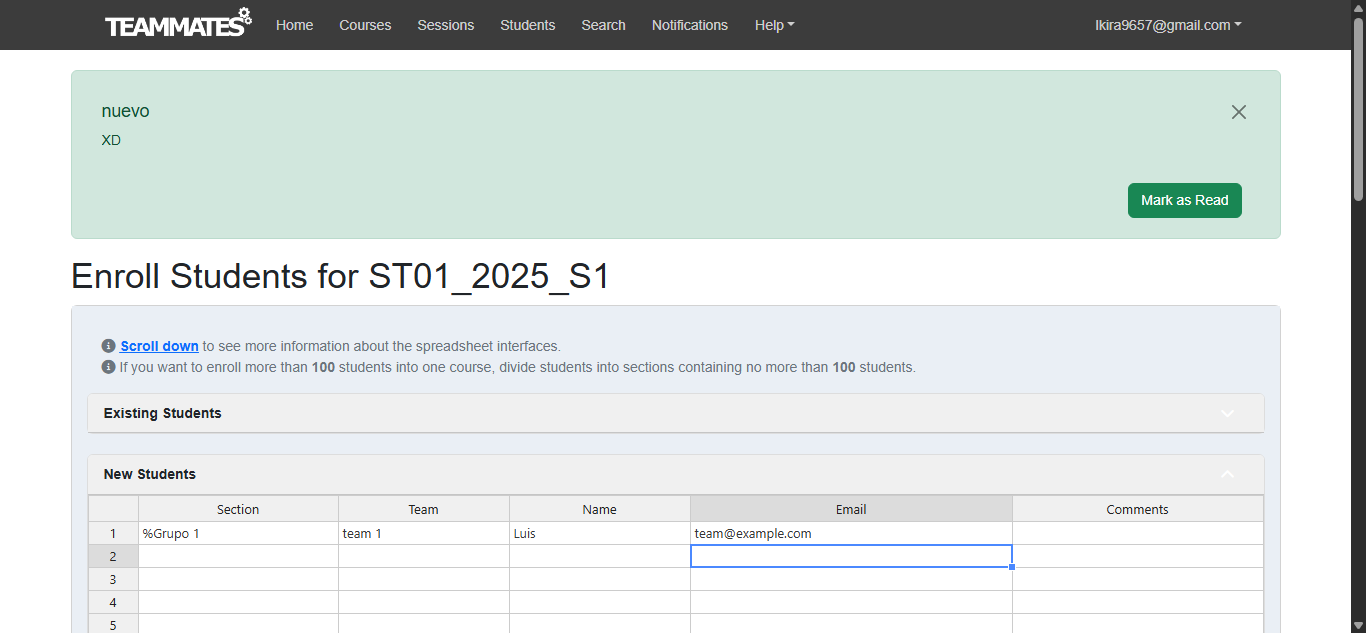 TEAMMATES Home Courses Sessions Students Search Notifications Help lkira9657@gmail.com
nuevo
XD
Mark as Read
Enroll Students for ST01_2025_S1
Scroll down to see more information about the spreadsheet interfaces.
If you want to enroll more than 100 students into one course, divide students into sections containing no more than 100 students.
Existing Students
New Students
Section Team Name Email Comments
1 %Grupo 1 team 1 Luis team@example.com
2
3
4
5